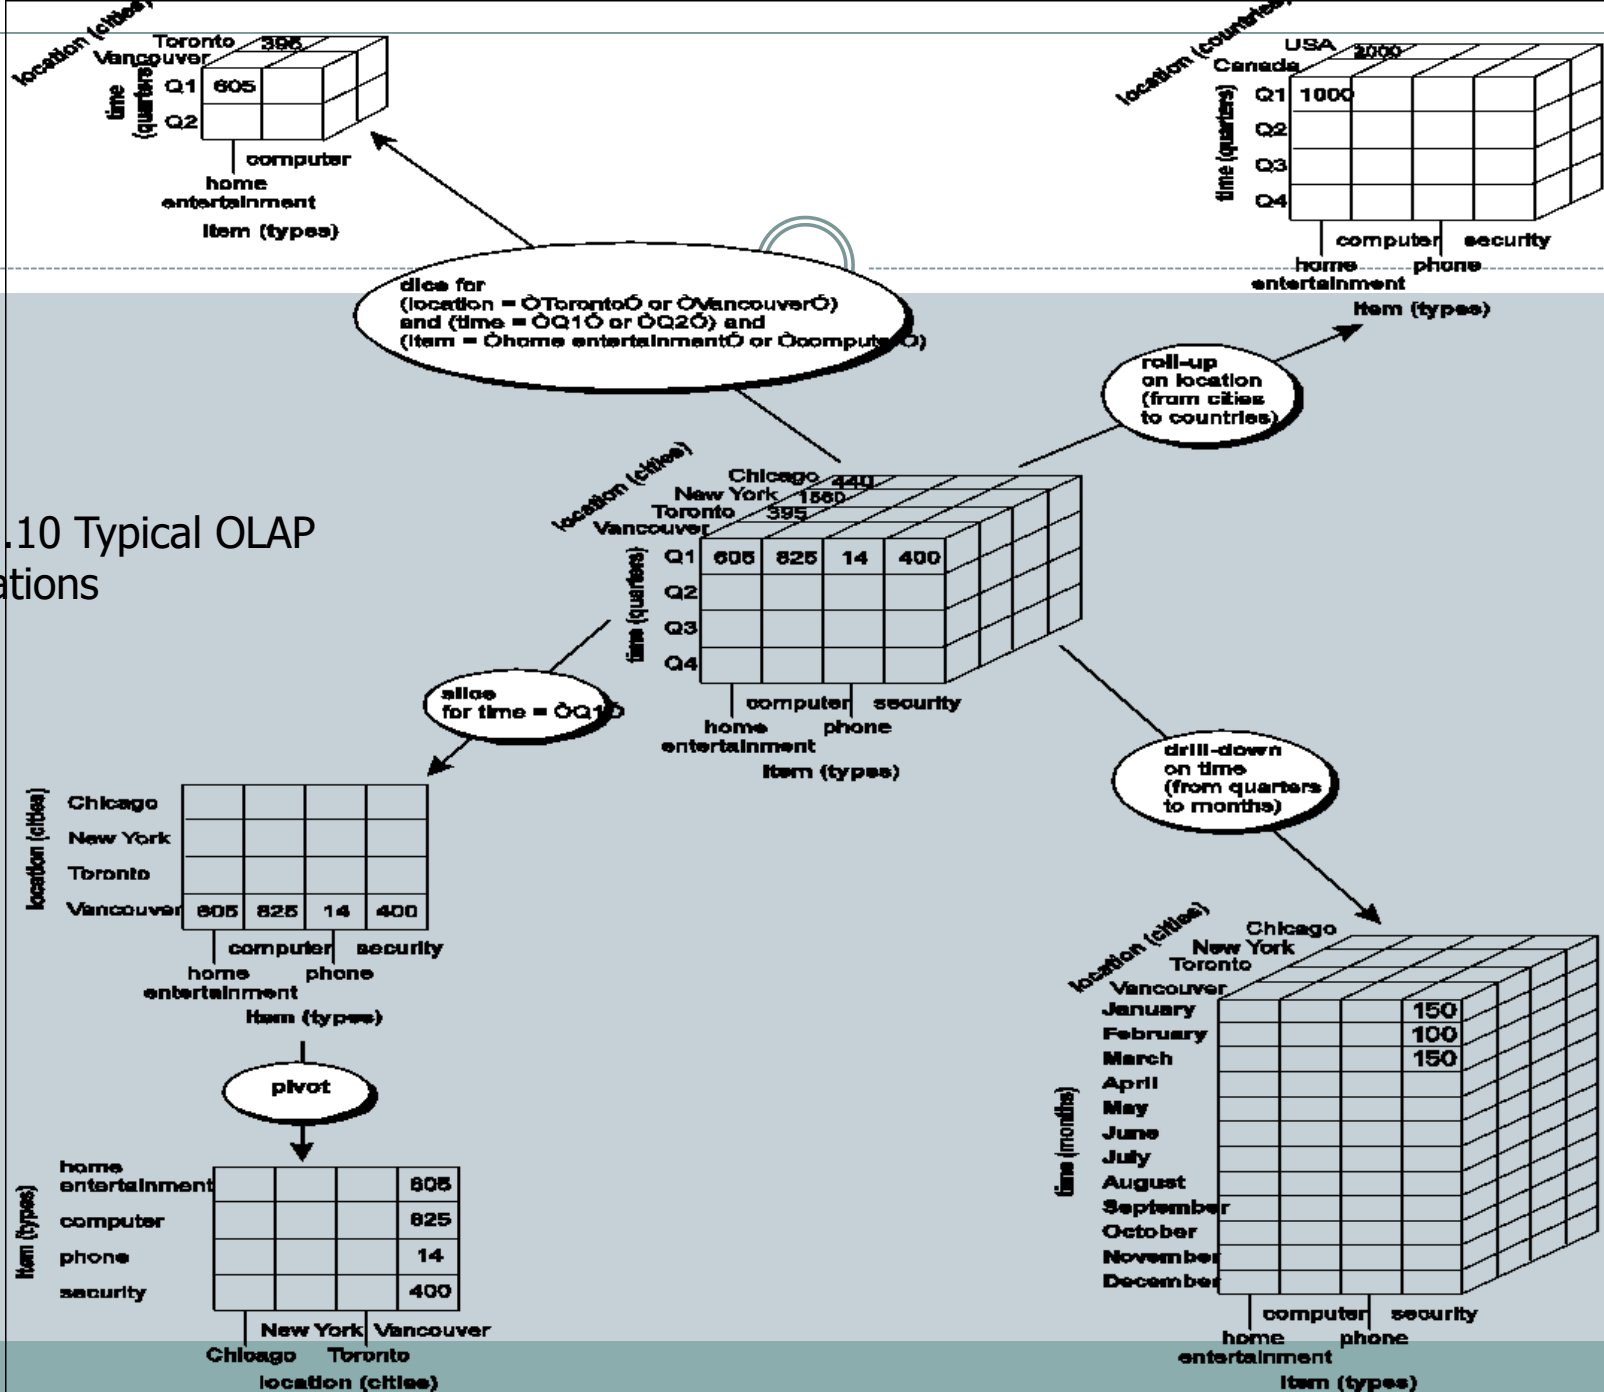 location (cities)
Toronto 395
Vancouver
time (quarters)
Q1 605
Q2
computer
home
entertainment
item (types)
location (countries)
USA 2000
Canada
time (quarters)
Q1 1000
Q2
Q3
Q4
computer security
home phone
entertainment
item (types)
dice for
(location = ÒTorontoÓ or ÒVancouverÓ)
and (time = ÒQ1Ó or ÒQ2Ó) and
(item = Òhome entertainmentÓ or ÒcomputerÓ)
roll-up
on location
(from cities
to countries)
.10 Typical OLAP
ations
location (cities)
Chicago 440
New York 1560
Toronto 395
Vancouver
time (quarters)
Q1 605 825 14 400
Q2
Q3
Q4
computer security
home phone
entertainment
item (types)
slice
for time = ÒQ1Ó
drill-down
on time
(from quarters
to months)
location (cities)
Chicago
New York
Toronto
Vancouver 605 825 14 400
computer security
home phone
entertainment
item (types)
pivot
item (types)
home
entertainment 605
computer 825
phone 14
security 400
New York Vancouver
Chicago Toronto
location (cities)
location (cities)
Chicago
New York
Toronto
Vancouver
time (months)
January 150
February 100
March 150
April
May
June
July
August
September
October
November
December
computer security
home phone
entertainment
item (types)